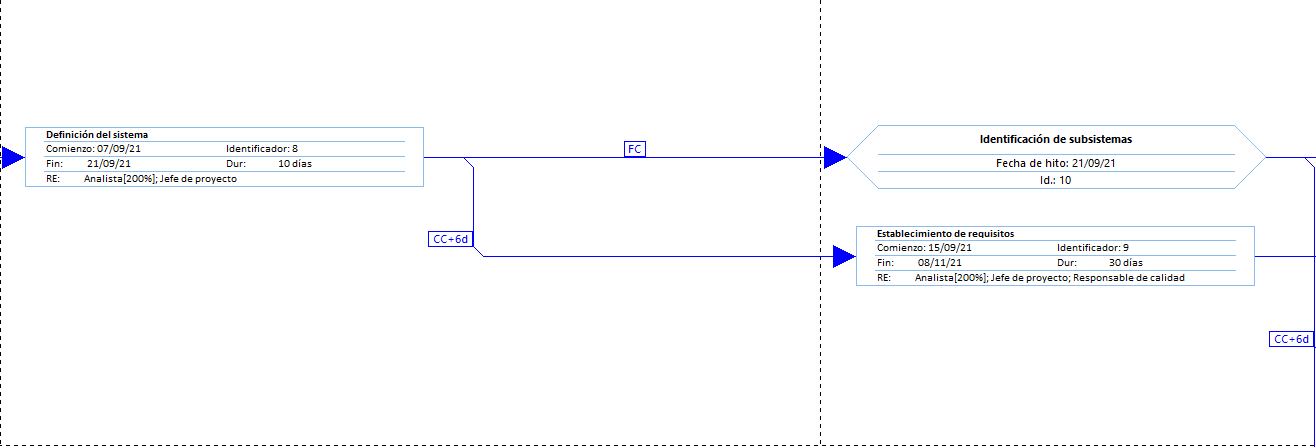 Definición del sistema
Comienzo: 07/09/21 Identificador: 8
Fin: 21/09/21 Dur: 10 días
RE: Analista[200%]; Jefe de proyecto
FC
Identificación de subsistemas
Fecha de hito: 21/09/21
Id.: 10
CC+6d
Establecimiento de requisitos
Comienzo: 15/09/21 Identificador: 9
Fin: 08/11/21 Dur: 30 días
RE: Analista[200%]; Jefe de proyecto; Responsable de calidad
CC+6d